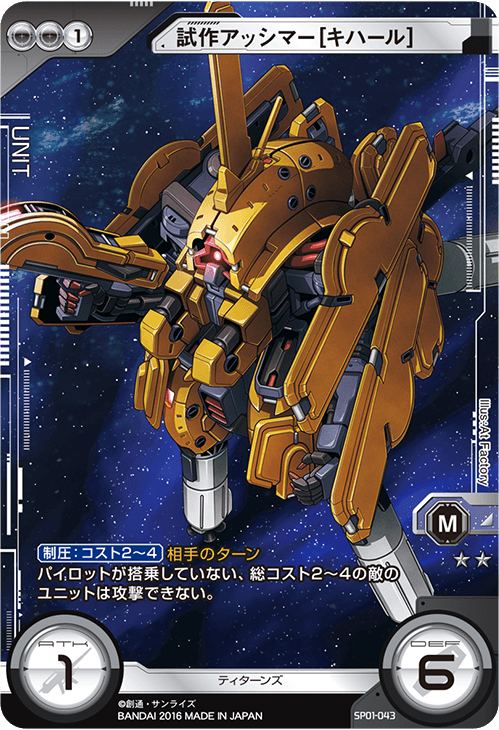 1
試作アッシマー[キハール]
UNIT
Illus:At Factory
M
★★
制圧:コスト2～4 相手のターン
パイロットが搭乗していない、総コスト2～4の敵の
ユニットは攻撃できない。
ATK
1
DEF
6
ティターンズ
©創通・サンライズ
BANDAI 2016 MADE IN JAPAN
SP01-043